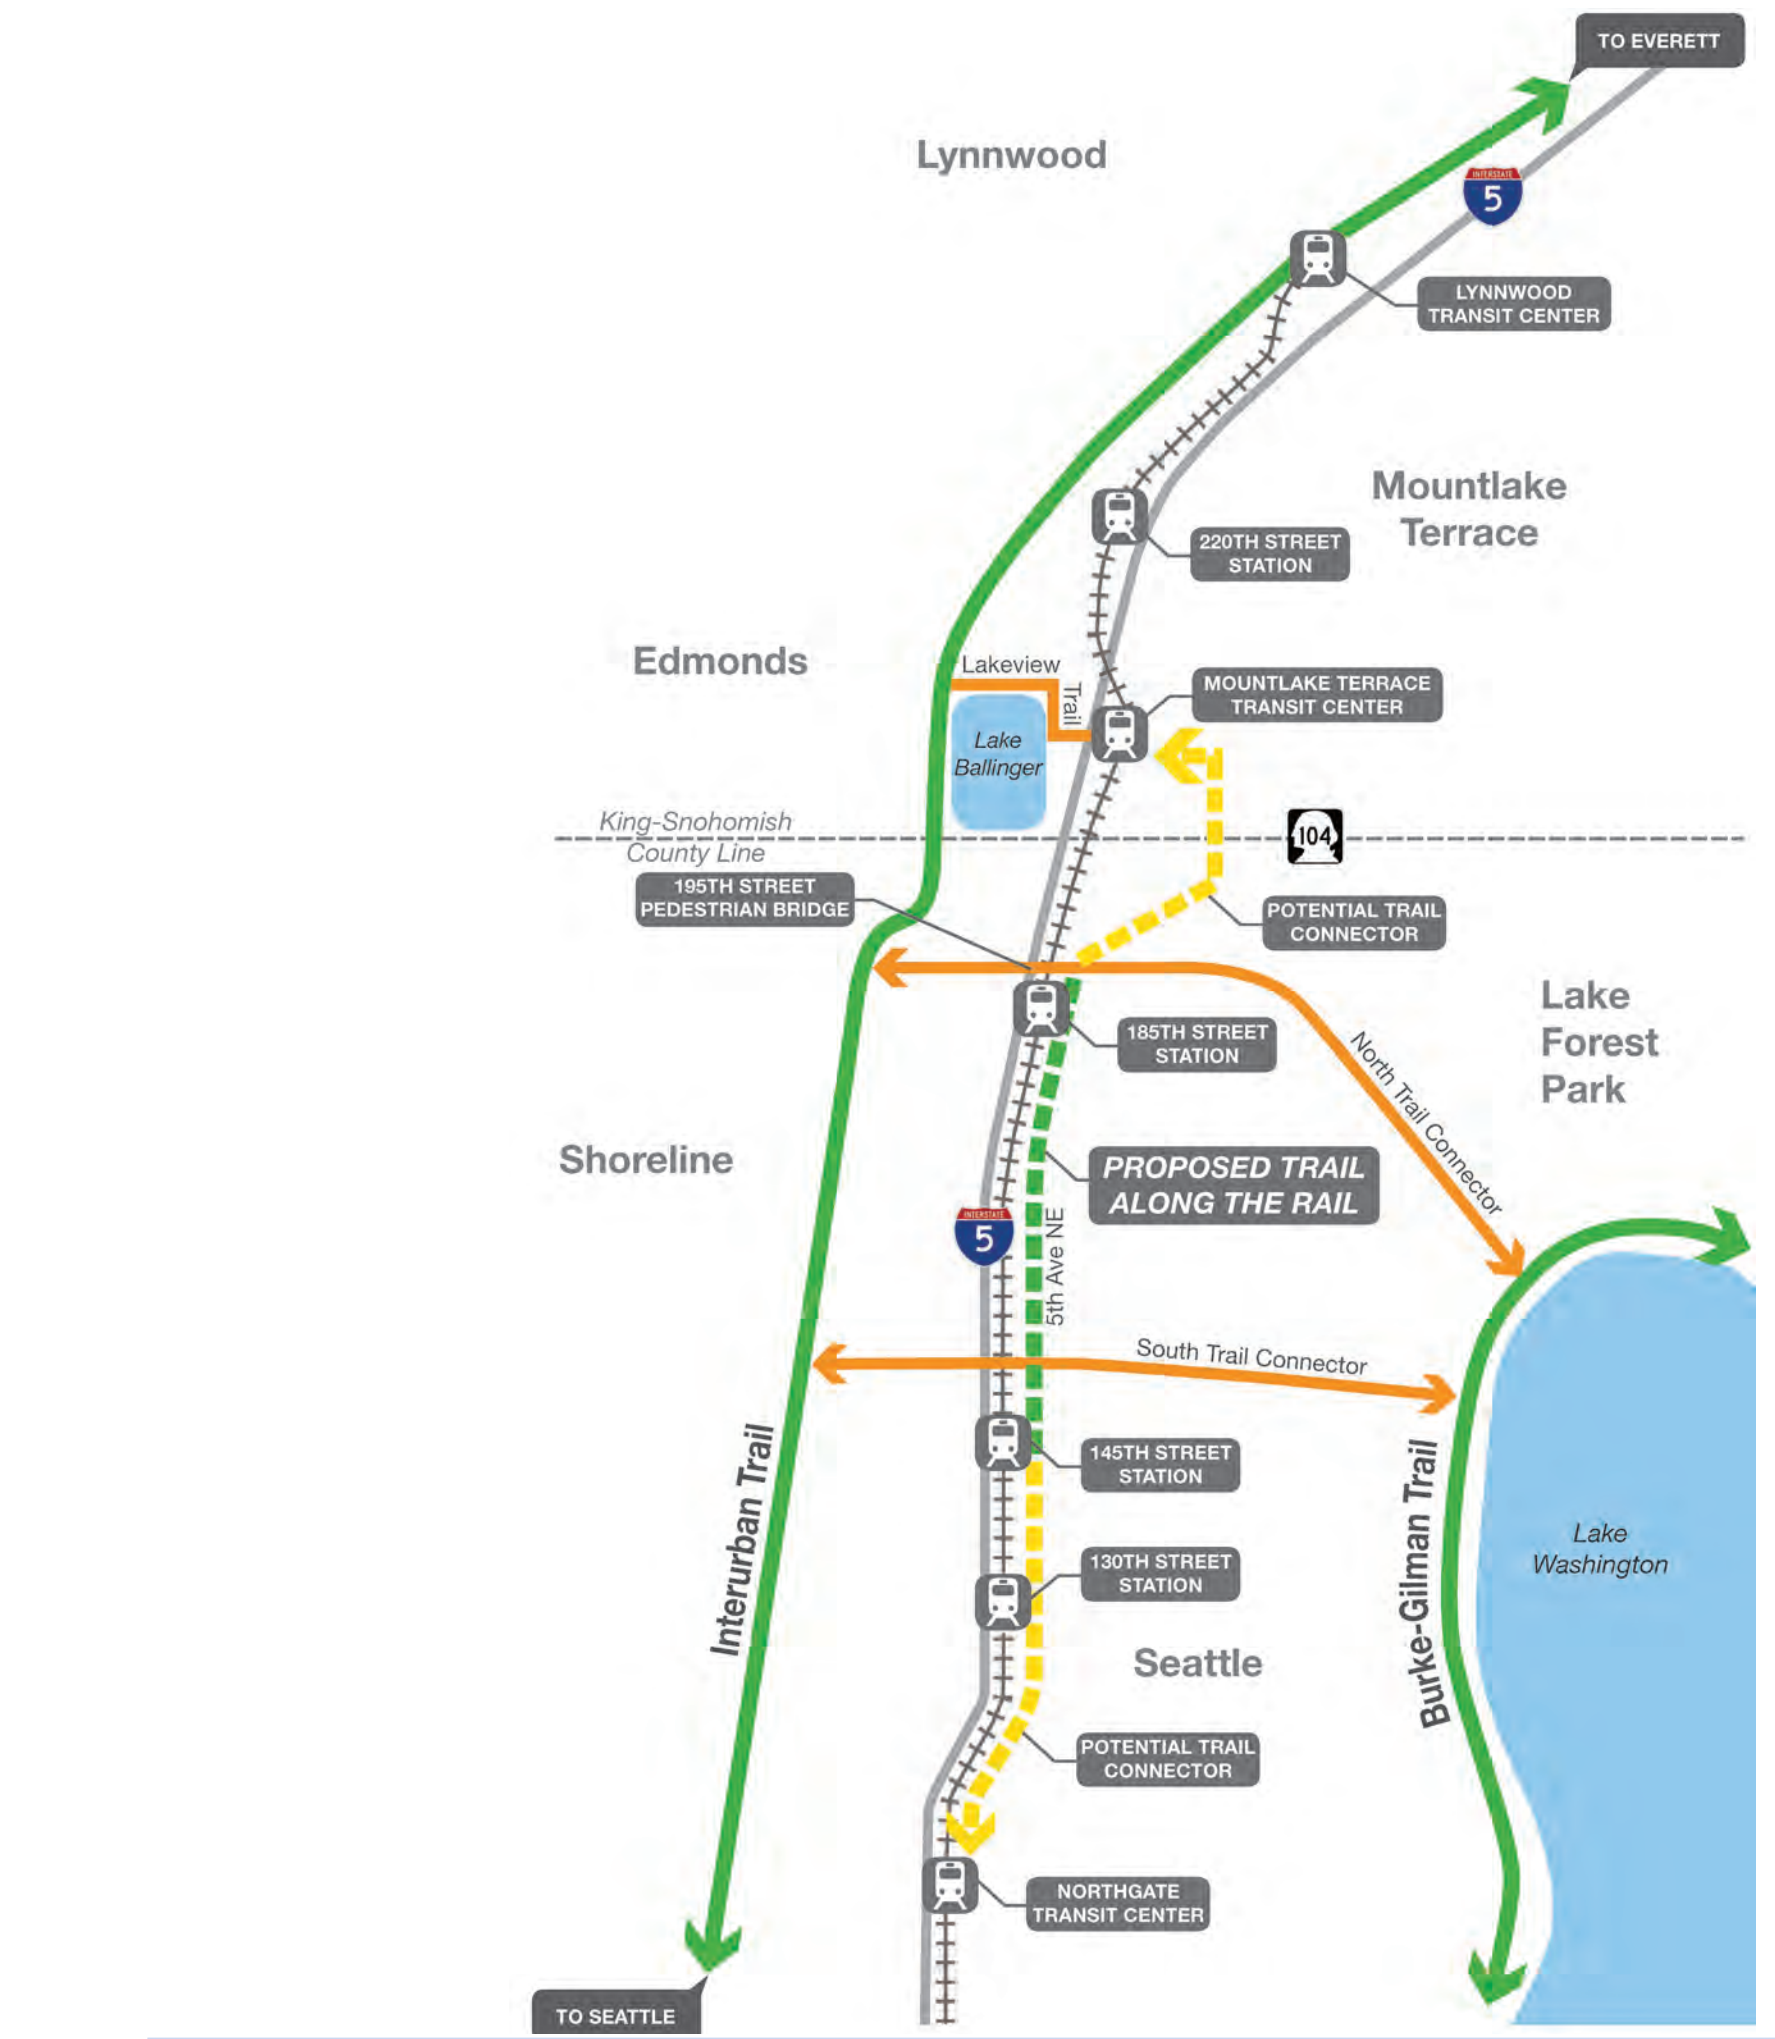 TO EVERETT
Lynnwood
INTERSTATE
5
LYNNWOOD
TRANSIT CENTER
Mountlake
Terrace
220TH STREET
STATION
Edmonds
Lakeview
Trail
MOUNTLAKE TERRACE
TRANSIT CENTER
Lake
Ballinger
King-Snohomish
County Line
104
195TH STREET
PEDESTRIAN BRIDGE
POTENTIAL TRAIL
CONNECTOR
Lake
Forest
Park
185TH STREET
STATION
North Trail Connector
Shoreline
PROPOSED TRAIL
ALONG THE RAIL
INTERSTATE
5
5th Ave NE
South Trail Connector
Interurban Trail
145TH STREET
STATION
Burke-Gilman Trail
Lake
Washington
130TH STREET
STATION
Seattle
POTENTIAL TRAIL
CONNECTOR
NORTHGATE
TRANSIT CENTER
TO SEATTLE